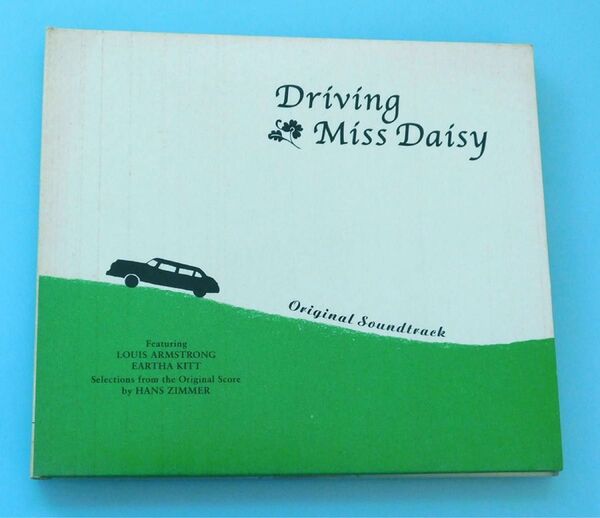 Driving
Miss Daisy
Original Soundtrack
Featuring
LOUIS ARMSTRONG
EARTHA KITT
Selections from the Original Score
by HANS ZIMMER